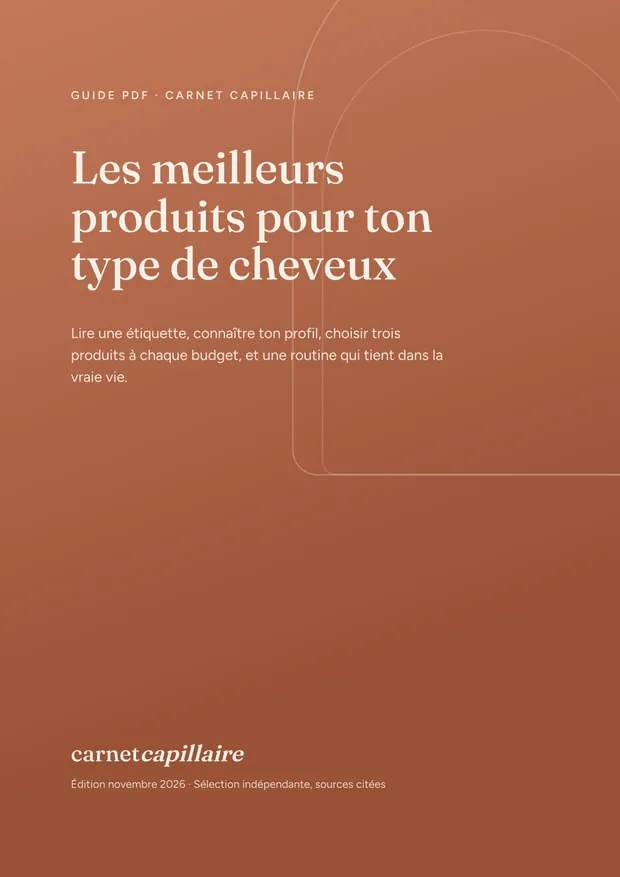 GUIDE PDF · CARNET CAPILLAIRE
Les meilleurs
produits pour ton
type de cheveux
Lire une étiquette, connaître ton profil, choisir trois
produits à chaque budget, et une routine qui tient dans la
vraie vie.
carnetcapillaire
Édition novembre 2026 · Sélection indépendante, sources citées